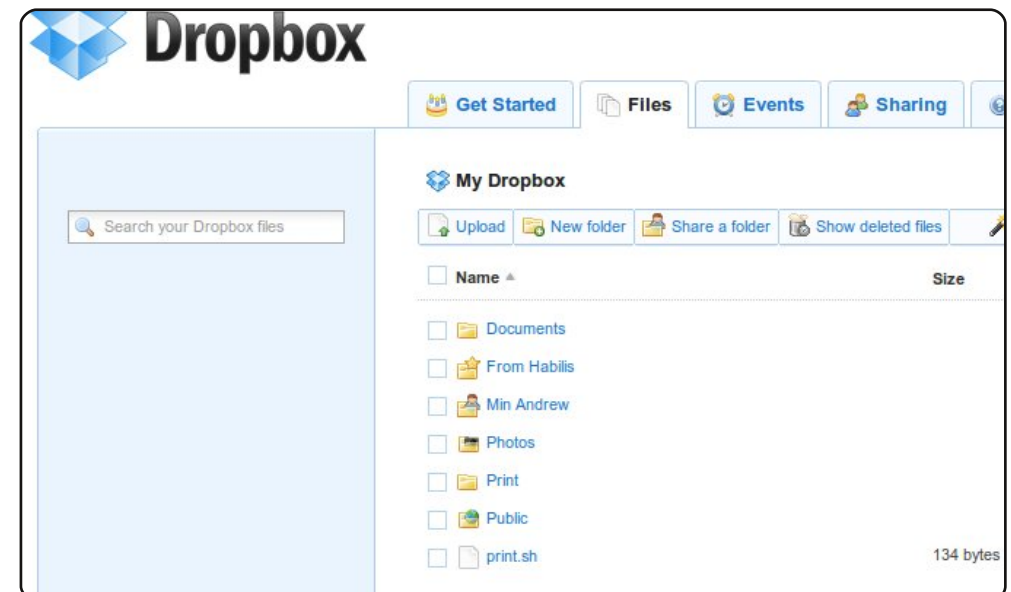 Dropbox
Get Started Files Events Sharing
My Dropbox
Search your Dropbox files
Upload New folder Share a folder Show deleted files
Name Size
Documents
From Habilis
Min Andrew
Photos
Print
Public
print.sh 134 bytes